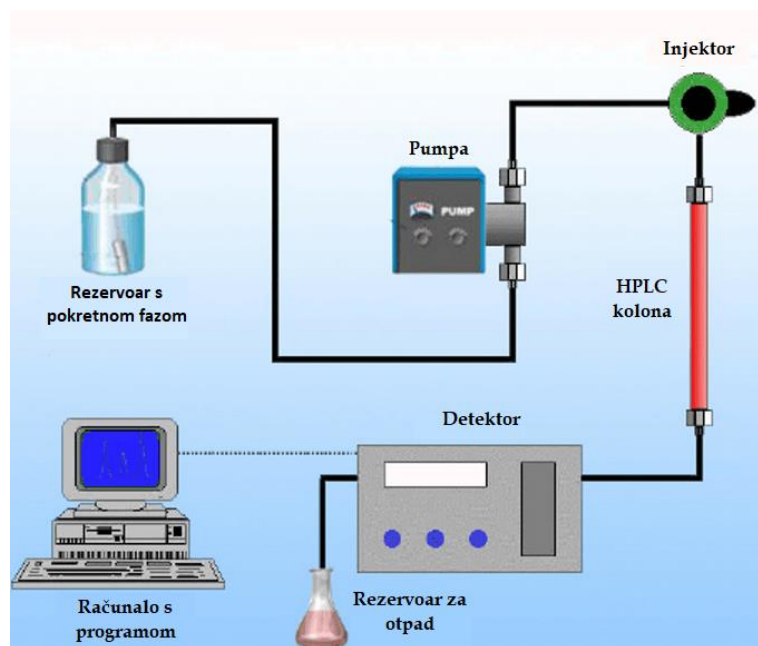 Injektor
Pumpa
PUMP
Rezervoar s
pokretnom fazom
HPLC
kolona
Detektor
Računalo s
programom
Rezervoar za
otpad